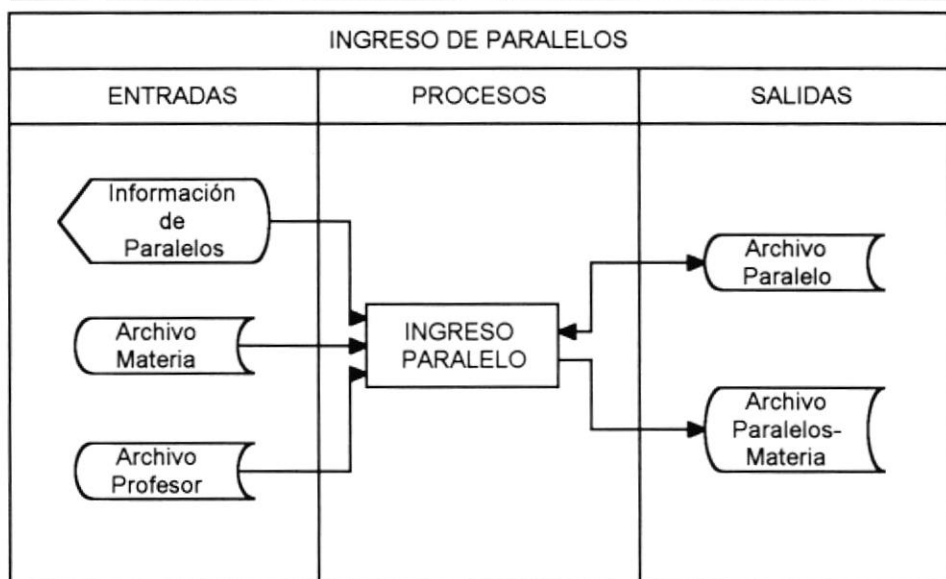 INGRESO DE PARALELOS
ENTRADAS
PROCESOS
SALIDAS
Información
de
Paralelos
Archivo
Materia
Archivo
Profesor
INGRESO
PARALELO
Archivo
Paralelo
Archivo
Paralelos-
Materia